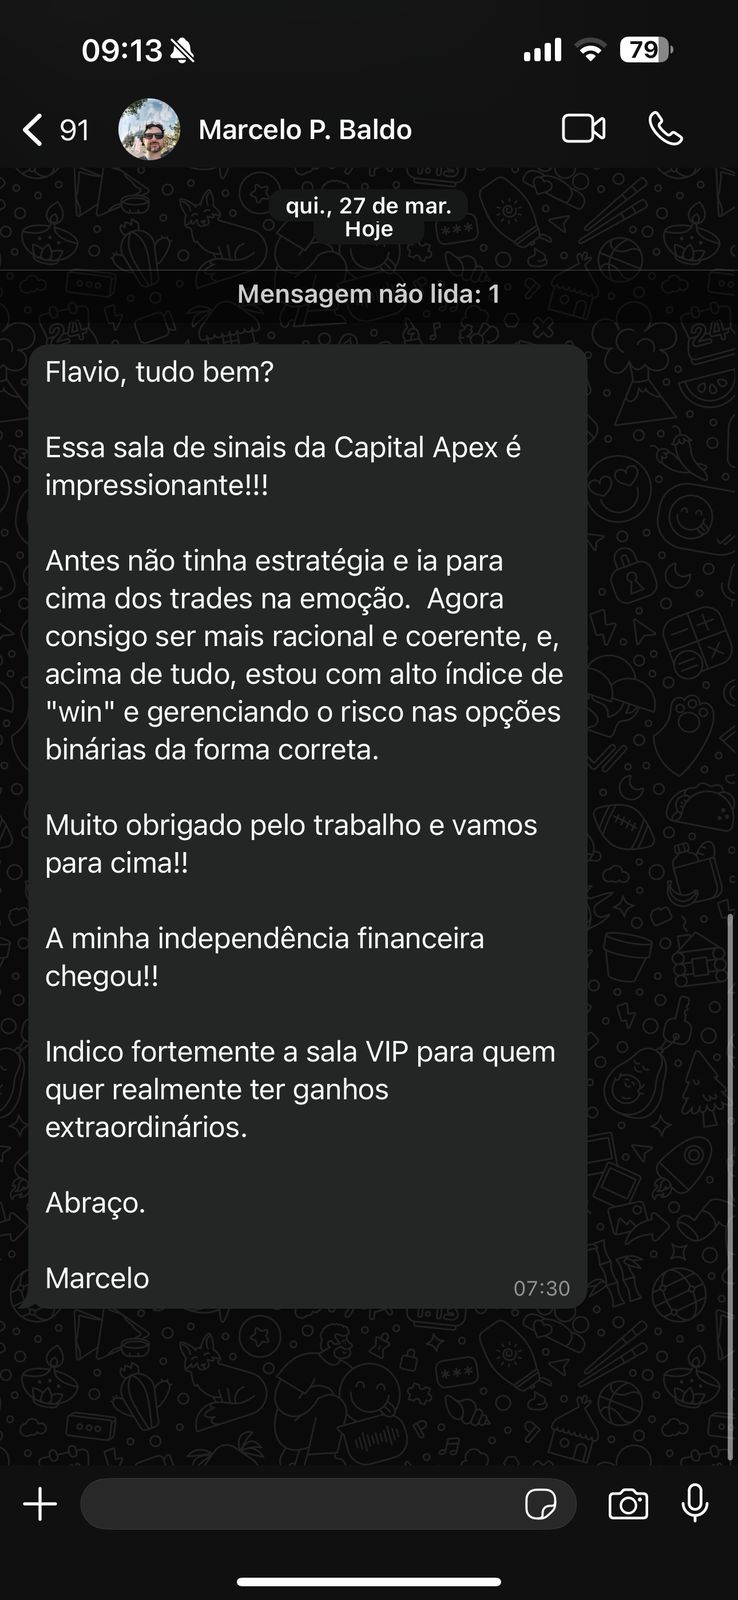 09:13
79
91
Marcelo P. Baldo
qui., 27 de mar.
Hoje
Mensagem não lida: 1
Flavio, tudo bem?
Essa sala de sinais da Capital Apex é
impressionante!!!
Antes não tinha estratégia e ia para
cima dos trades na emoção.  Agora
consigo ser mais racional e coerente, e,
acima de tudo, estou com alto índice de
"win" e gerenciando o risco nas opções
binárias da forma correta.
Muito obrigado pelo trabalho e vamos
para cima!!
A minha independência financeira
chegou!!
Indico fortemente a sala VIP para quem
quer realmente ter ganhos
extraordinários.
Abraço.
Marcelo
07:30